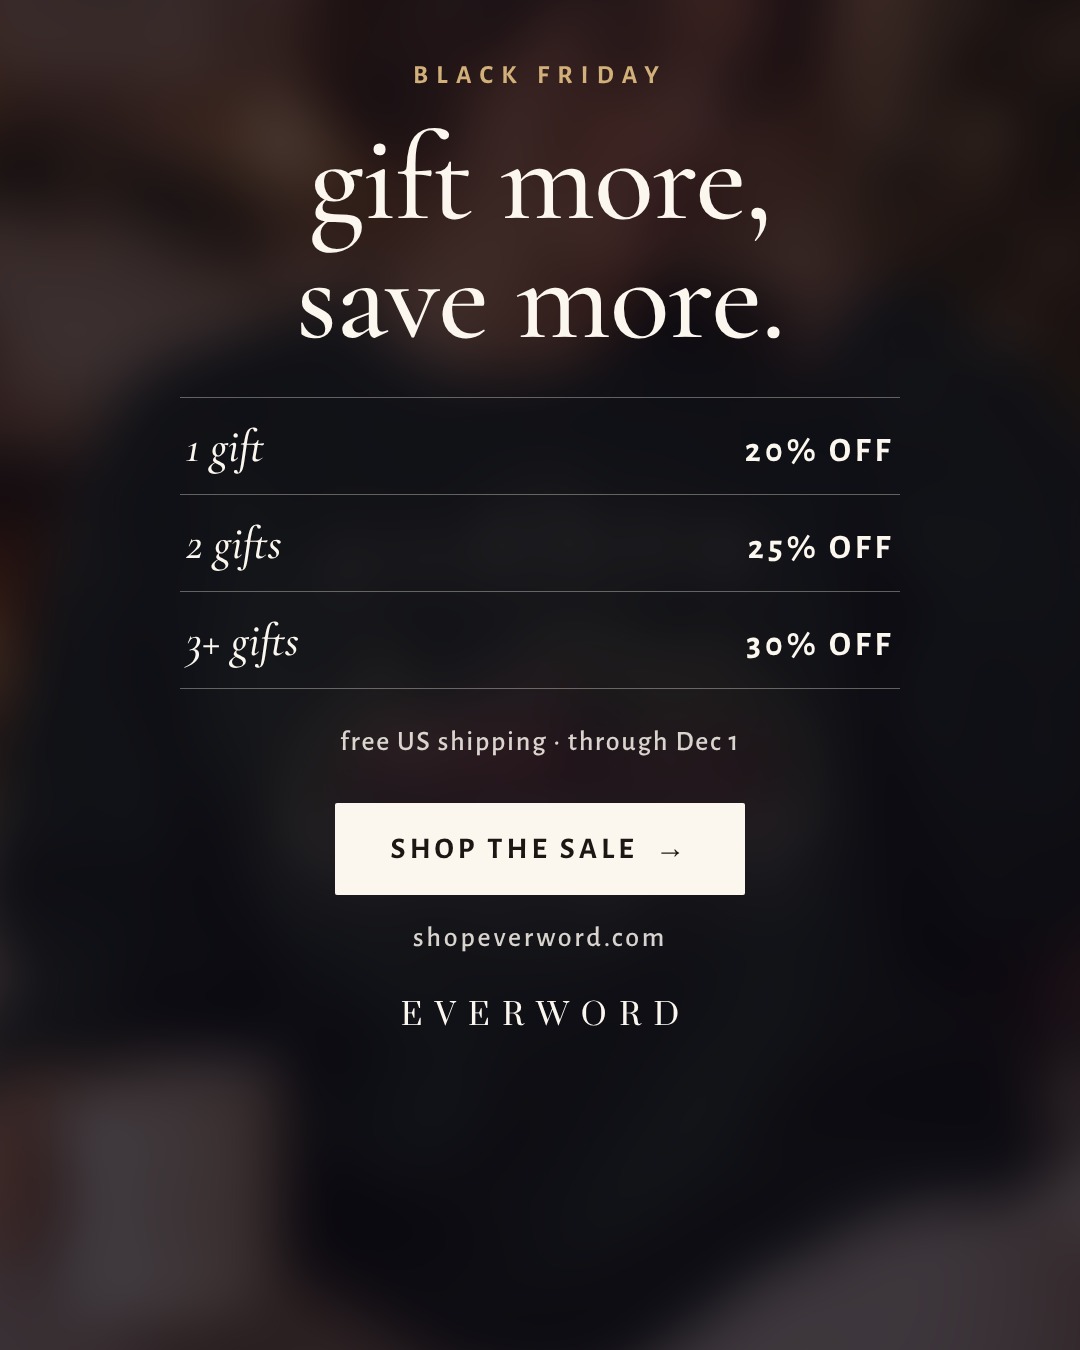 BLACK FRIDAY
gift more,
save more.
1 gift 20% OFF
2 gifts 25% OFF
3+ gifts 30% OFF
free US shipping · through Dec 1
SHOP THE SALE →
shopeverword.com
EVERWORD